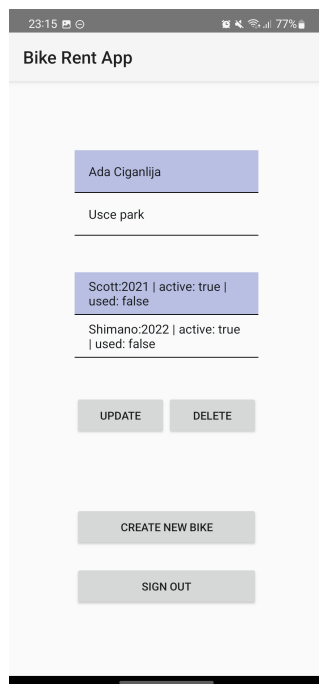 23:15 77%
Bike Rent App
Ada Ciganlija
Usce park
Scott:2021 | active: true |
used: false
Shimano:2022 | active: true
| used: false
UPDATE DELETE
CREATE NEW BIKE
SIGN OUT